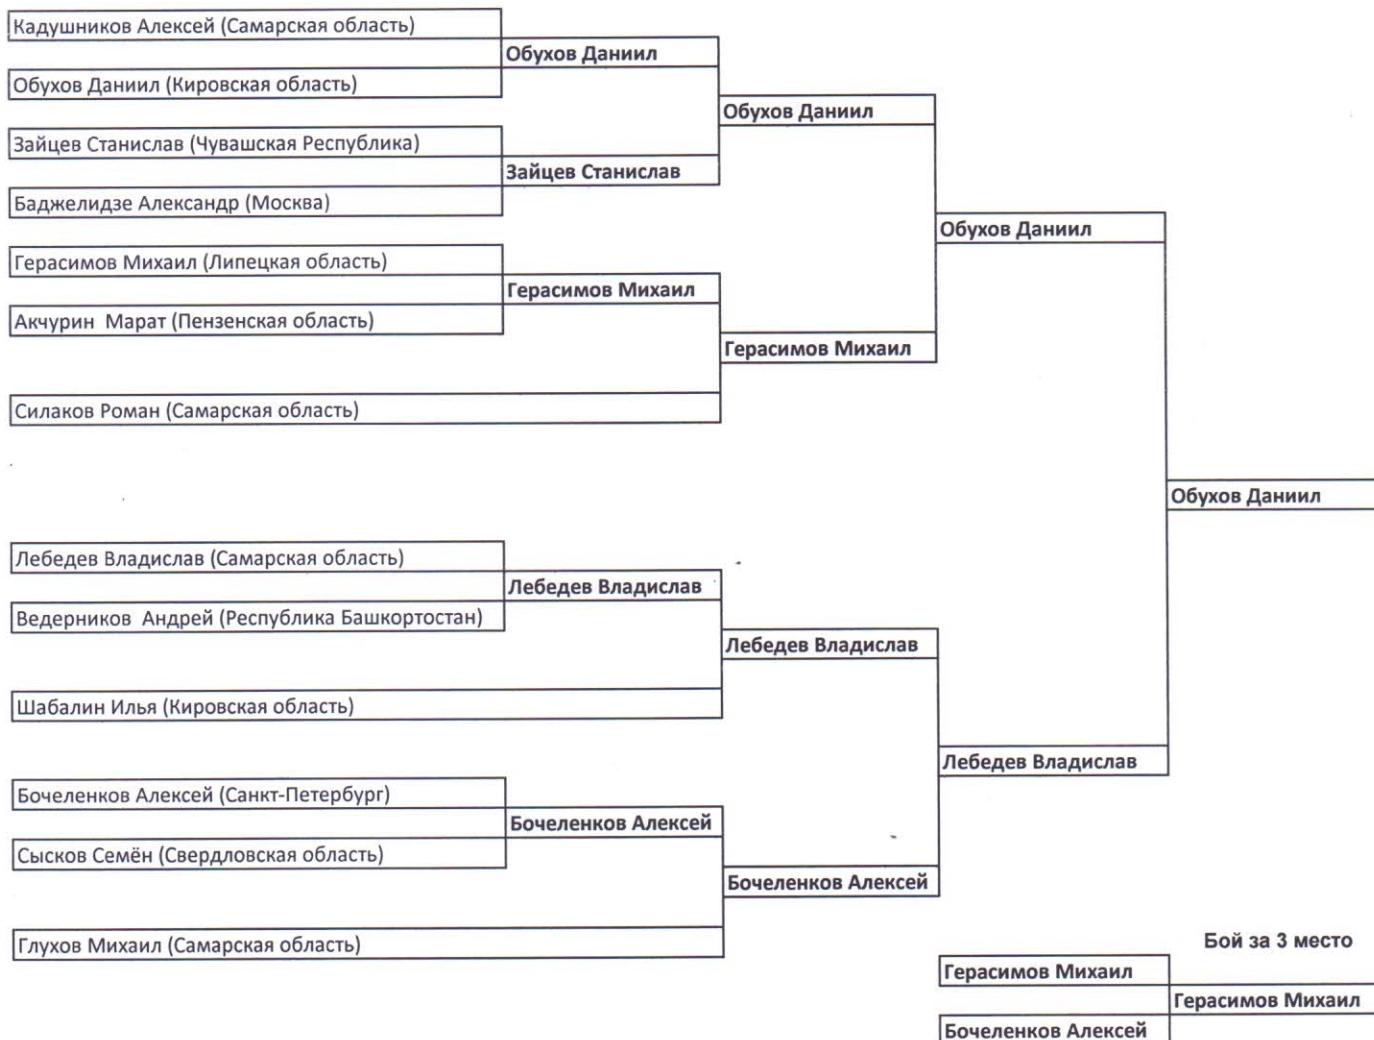 Кадушников Алексей (Самарская область)
Обухов Даниил
Обухов Даниил (Кировская область)
Обухов Даниил
Зайцев Станислав (Чувашская Республика)
Зайцев Станислав
Баджелидзе Александр (Москва)
Обухов Даниил
Герасимов Михаил (Липецкая область)
Герасимов Михаил
Акчурин  Марат (Пензенская область)
Герасимов Михаил
Силаков Роман (Самарская область)
Обухов Даниил
Лебедев Владислав (Самарская область)
Лебедев Владислав
Ведерников  Андрей (Республика Башкортостан)
Лебедев Владислав
Шабалин Илья (Кировская область)
Лебедев Владислав
Бочеленков Алексей (Санкт-Петербург)
Бочеленков Алексей
Сысков Семён (Свердловская область)
Бочеленков Алексей
Глухов Михаил (Самарская область)
Бой за 3 место
Герасимов Михаил
Герасимов Михаил
Бочеленков Алексей